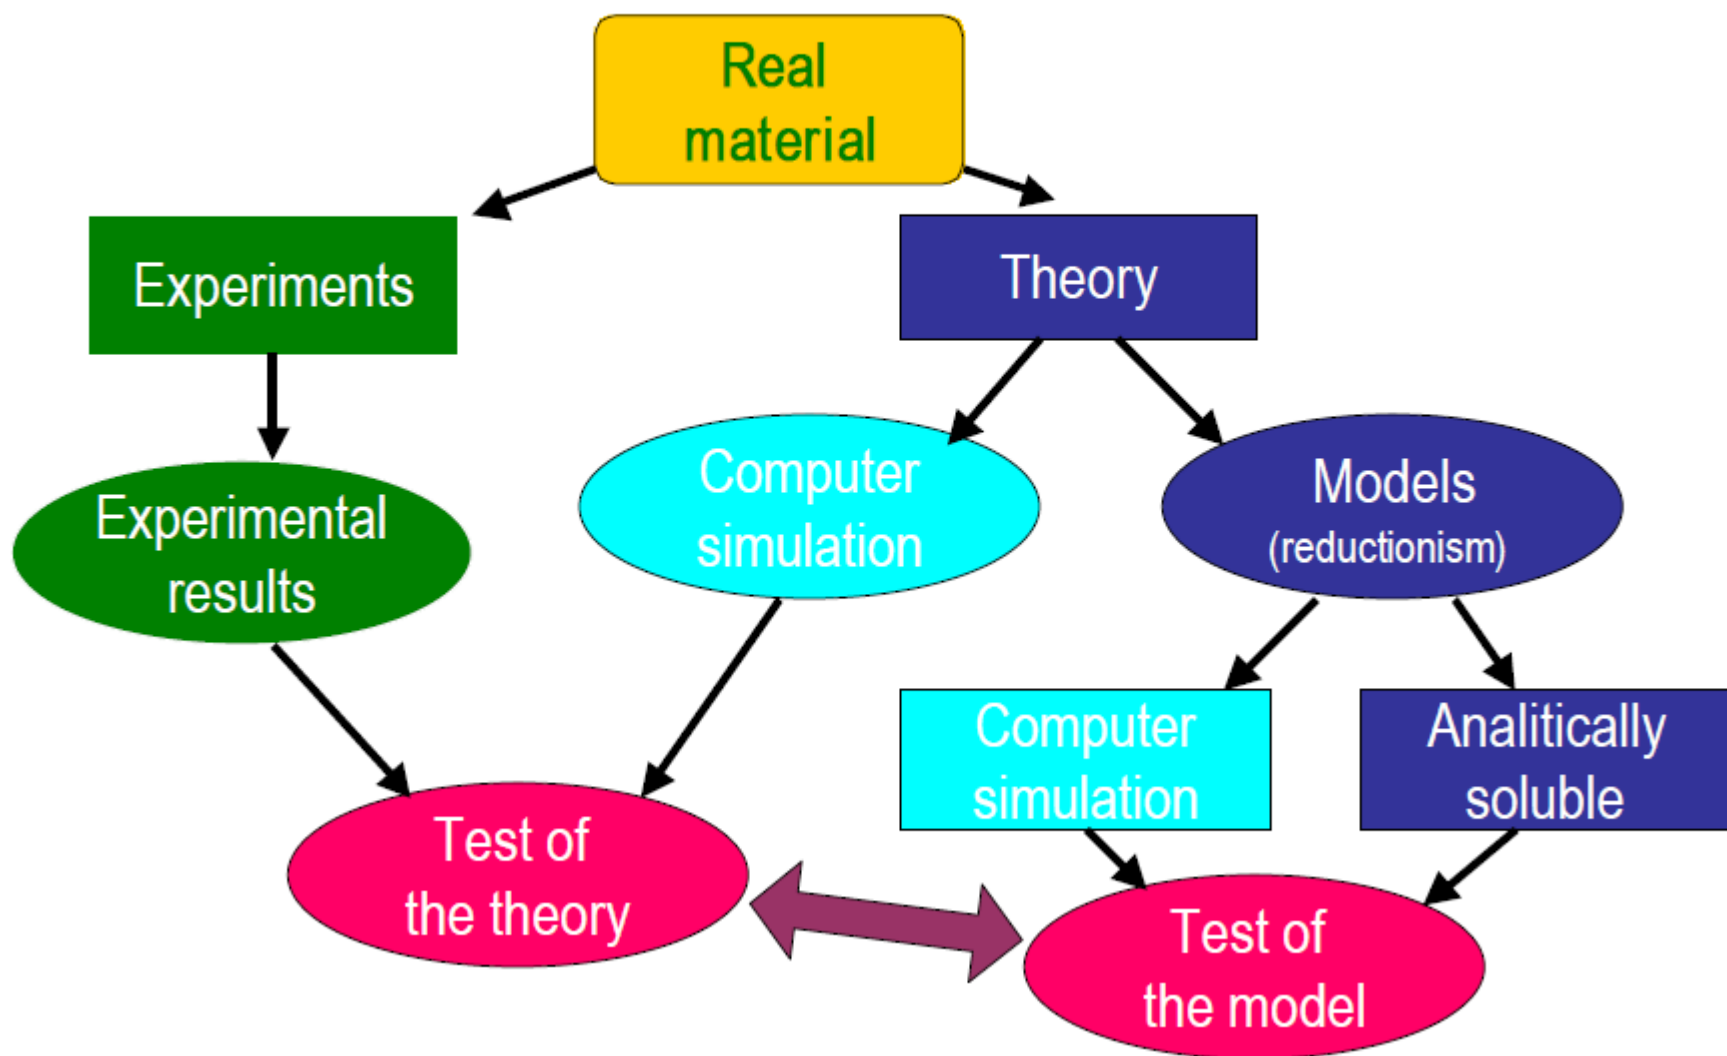 Real
material
Experiments
Theory
Experimental
results
Computer
simulation
Models
(reductionism)
Computer
simulation
Analitically
soluble
Test of
the theory
Test of
the model